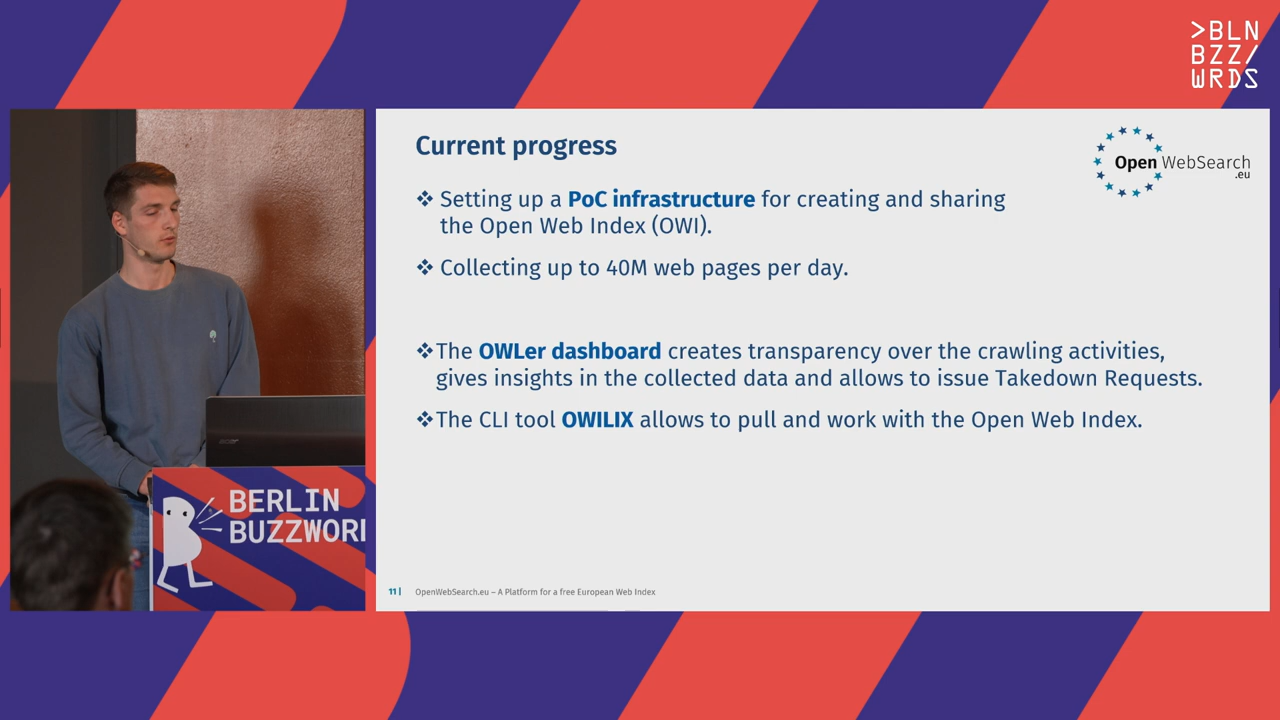 >BLN
BZZ/
WRDS
Current progress
Open WebSearch
.eu
❖ Setting up a PoC infrastructure for creating and sharing
the Open Web Index (OWI).
❖ Collecting up to 40M web pages per day.
❖The OWLer dashboard creates transparency over the crawling activities,
gives insights in the collected data and allows to issue Takedown Requests.
❖The CLI tool OWILIX allows to pull and work with the Open Web Index.
BERLIN
BUZZWOR
11 | OpenWebSearch.eu – A Platform for a free European Web Index